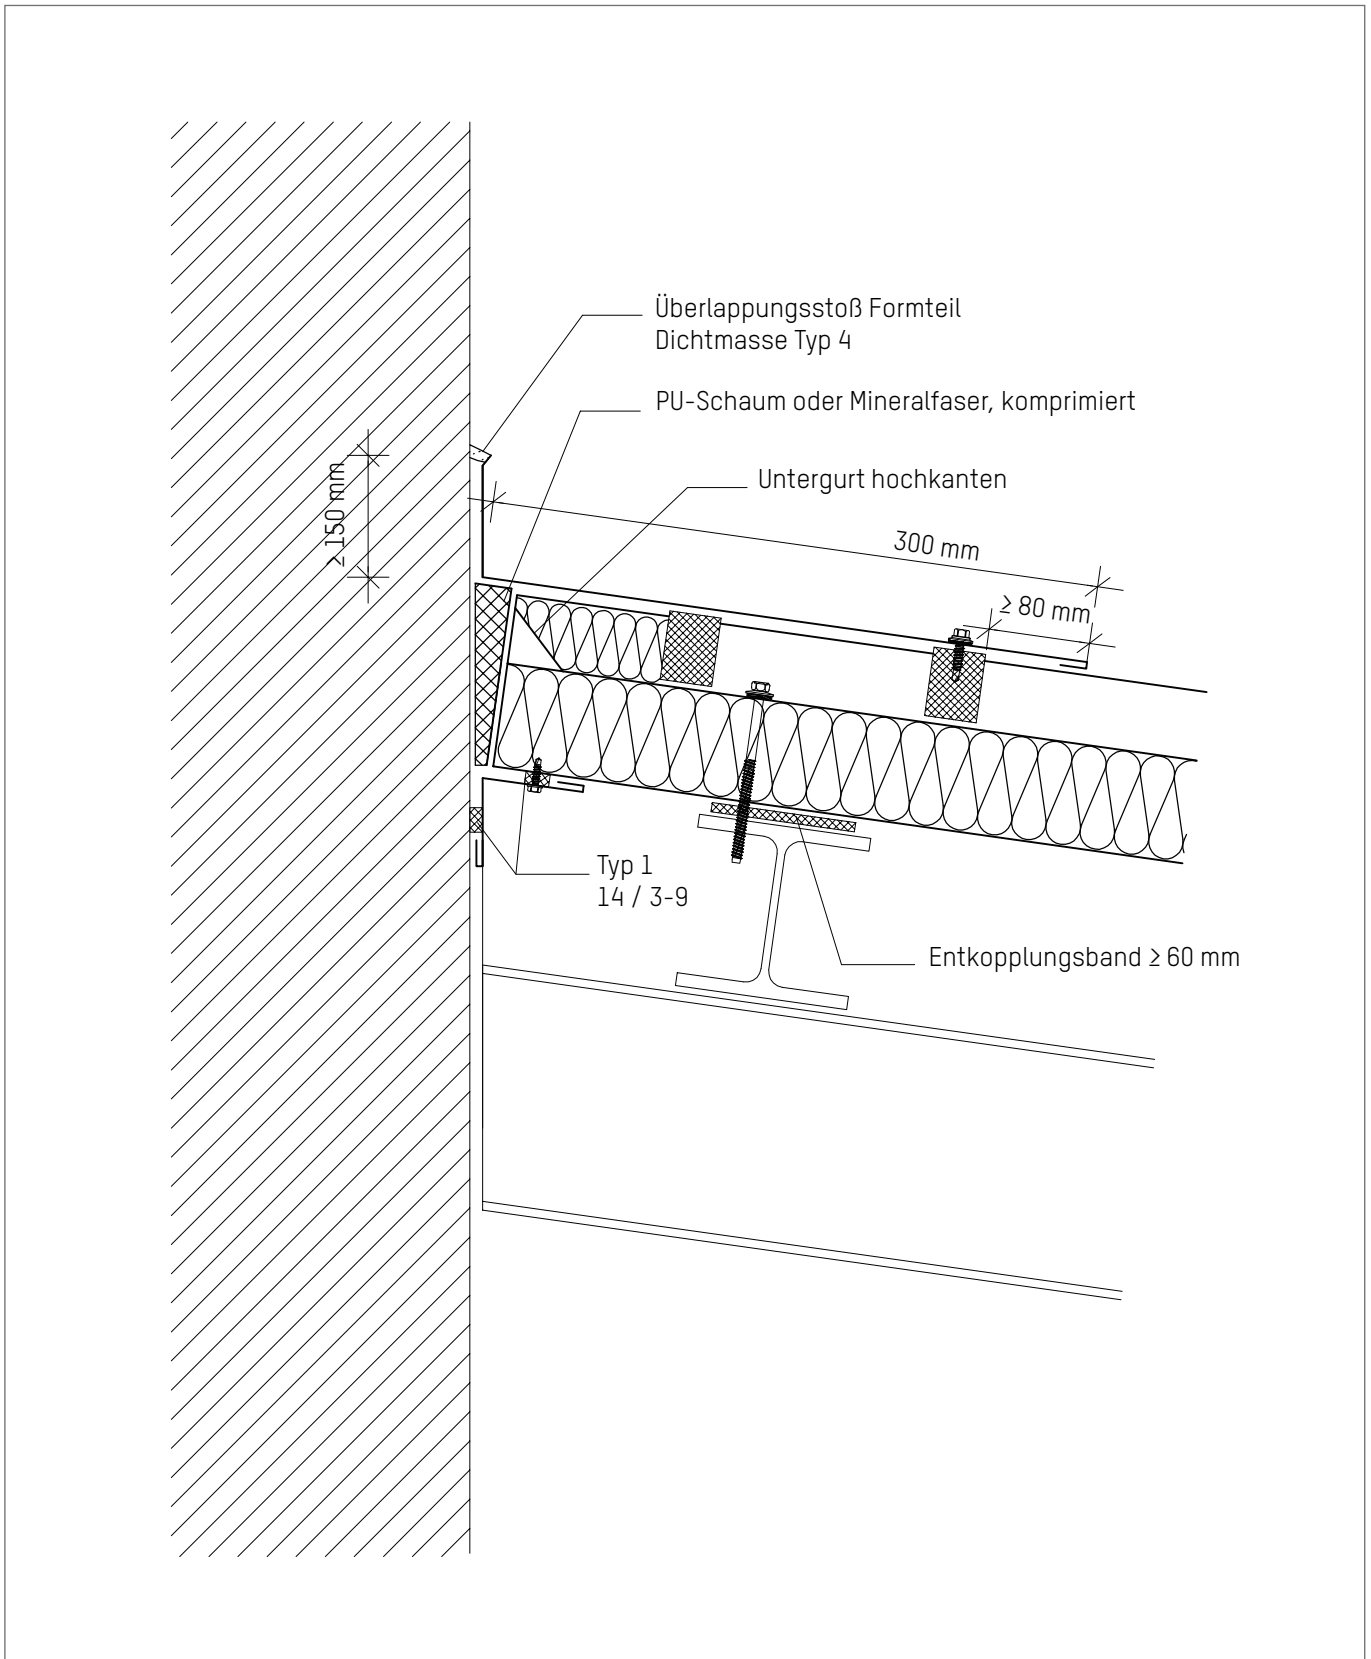 Überlappungsstoß Formteil
Dichtmasse Typ 4
PU-Schaum oder Mineralfaser, komprimiert
≥ 150 mm
Untergurt hochkanten
300 mm
≥ 80 mm
Typ 1
14 / 3-9
Entkopplungsband ≥ 60 mm